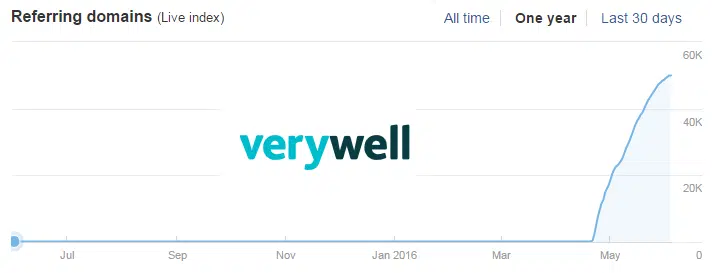 Referring domains (Live index) All time One year Last 30 days
60K
verywell
40K
20K
Jul Sep Nov Jan 2016 Mar May 0